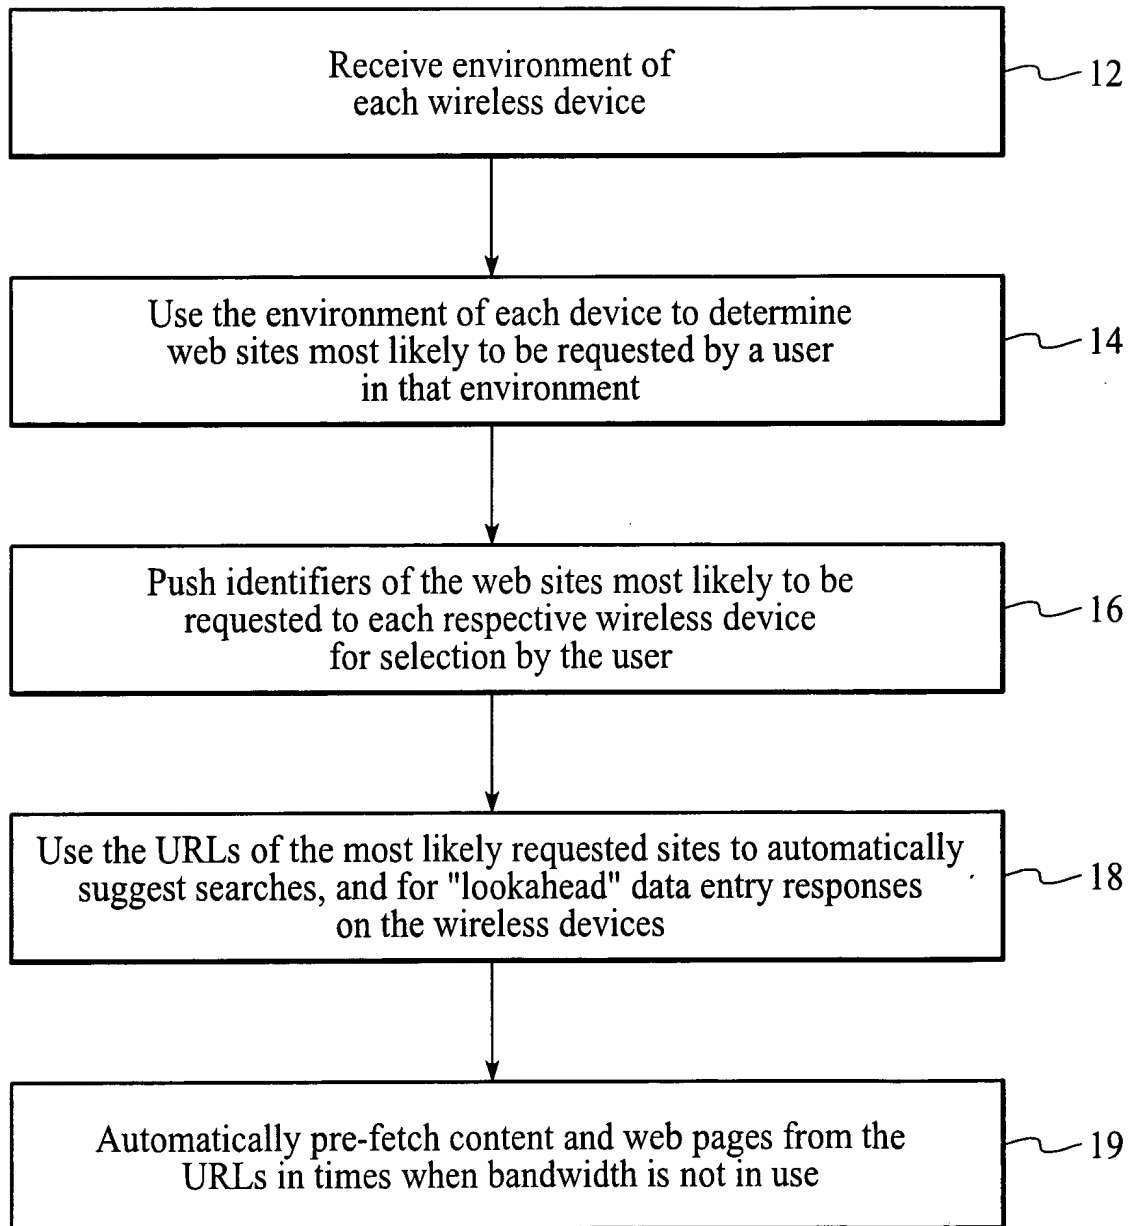 Receive environment of
each wireless device
12
Use the environment of each device to determine
web sites most likely to be requested by a user
in that environment
14
Push identifiers of the web sites most likely to be
requested to each respective wireless device
for selection by the user
16
Use the URLs of the most likely requested sites to automatically
suggest searches, and for "lookahead" data entry responses
on the wireless devices
18
Automatically pre-fetch content and web pages from the
URLs in times when bandwidth is not in use
19